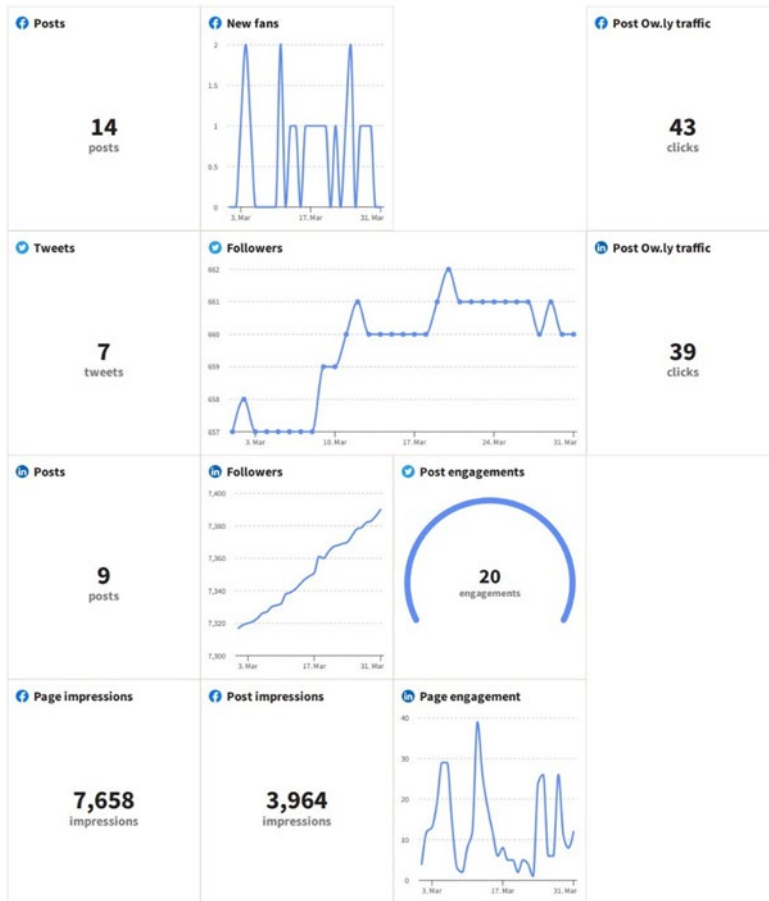 Posts
14
posts
New fans
2
1.5
1
0.5
0
3. Mar
17. Mar
31. Mar
Post Ow.ly traffic
43
clicks
Tweets
7
tweets
Followers
662
661
660
659
658
657
3. Mar
10. Mar
17. Mar
24. Mar
31. Mar
in
Post Ow.ly traffic
39
clicks
in
Posts
9
posts
in
Followers
7,400
7,380
7,360
7,340
7,320
7,300
3. Mar
17. Mar
31. Mar
Post engagements
20
engagements
Page impressions
7,658
impressions
Post impressions
3,964
impressions
in
Page engagement
40
30
20
10
0
3. Mar
17. Mar
31. Mar